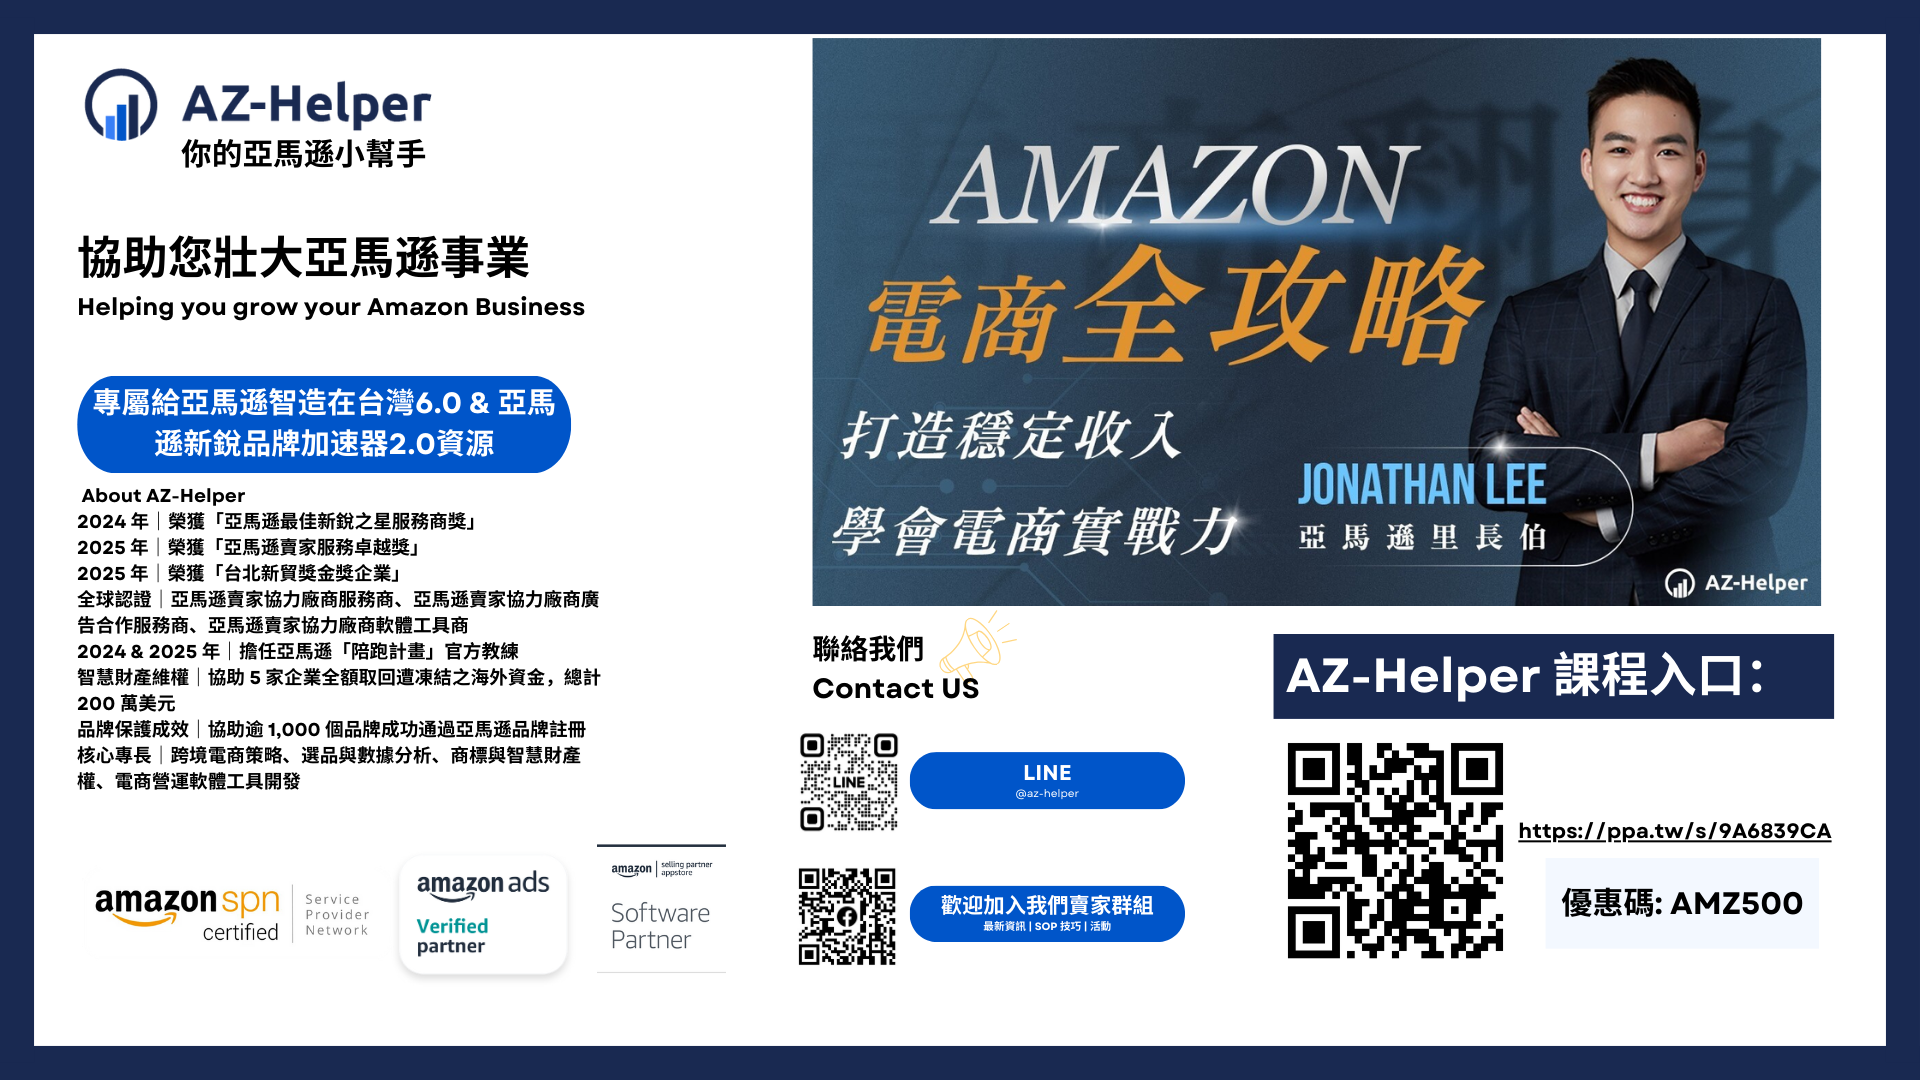 AZ-Helper
你的亞馬遜小幫手
協助您壯大亞馬遜事業
Helping you grow your Amazon Business
專屬給亞馬遜智造在台灣6.0 & 亞馬
遜新銳品牌加速器2.0資源
About AZ-Helper
2024 年｜榮獲「亞馬遜最佳新銳之星服務商獎」
2025 年｜榮獲「亞馬遜賣家服務卓越獎」
2025 年｜榮獲「台北新貿獎金獎企業」
全球認證｜亞馬遜賣家協力廠商服務商、亞馬遜賣家協力廠商廣
告合作服務商、亞馬遜賣家協力廠商軟體工具商
2024 & 2025 年｜擔任亞馬遜「陪跑計畫」官方教練
智慧財產維權｜協助 5 家企業全額取回遭凍結之海外資金，總計
200 萬美元
品牌保護成效｜協助逾 1,000 個品牌成功通過亞馬遜品牌註冊
核心專長｜跨境電商策略、選品與數據分析、商標與智慧財產
權、電商營運軟體工具開發
amazon spn
certified
Service
Provider
Network
amazon ads
Verified
partner
amazon
selling partner
appstore
Software
Partner
AMAZON
電商全攻略
打造穩定收入
學會電商實戰力
JONATHAN LEE
亞馬遜里長伯
AZ-Helper
聯絡我們
Contact US
LINE
LINE
@az-helper
歡迎加入我們賣家群組
最新資訊 | SOP 技巧 | 活動
AZ-Helper 課程入口：
https://ppa.tw/s/9A6839CA
優惠碼: AMZ500